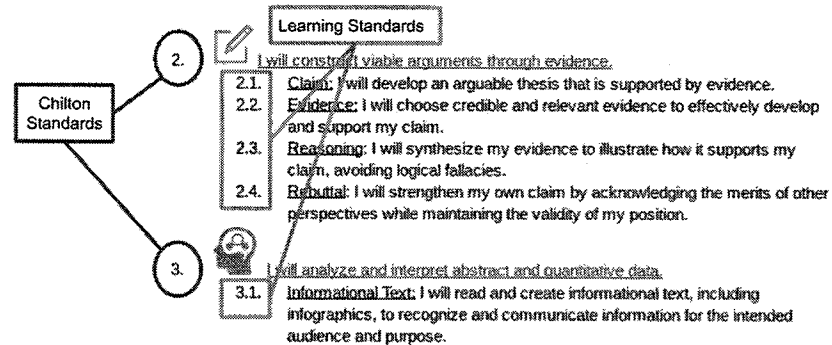 Learning Standards
2.
I will construct viable arguments through evidence.
Chilton
Standards
2.1. Claim: I will develop an arguable thesis that is supported by evidence.
2.2. Evidence: I will choose credible and relevant evidence to effectively develop
and support my claim.
2.3. Reasoning: I will synthesize my evidence to illustrate how it supports my
claim, avoiding logical fallacies.
2.4. Rebuttal: I will strengthen my own claim by acknowledging the merits of other
perspectives while maintaining the validity of my position.
3.
I will analyze and interpret abstract and quantitative data.
3.1. Informational Text: I will read and create informational text, including
infographics, to recognize and communicate information for the intended
audience and purpose.